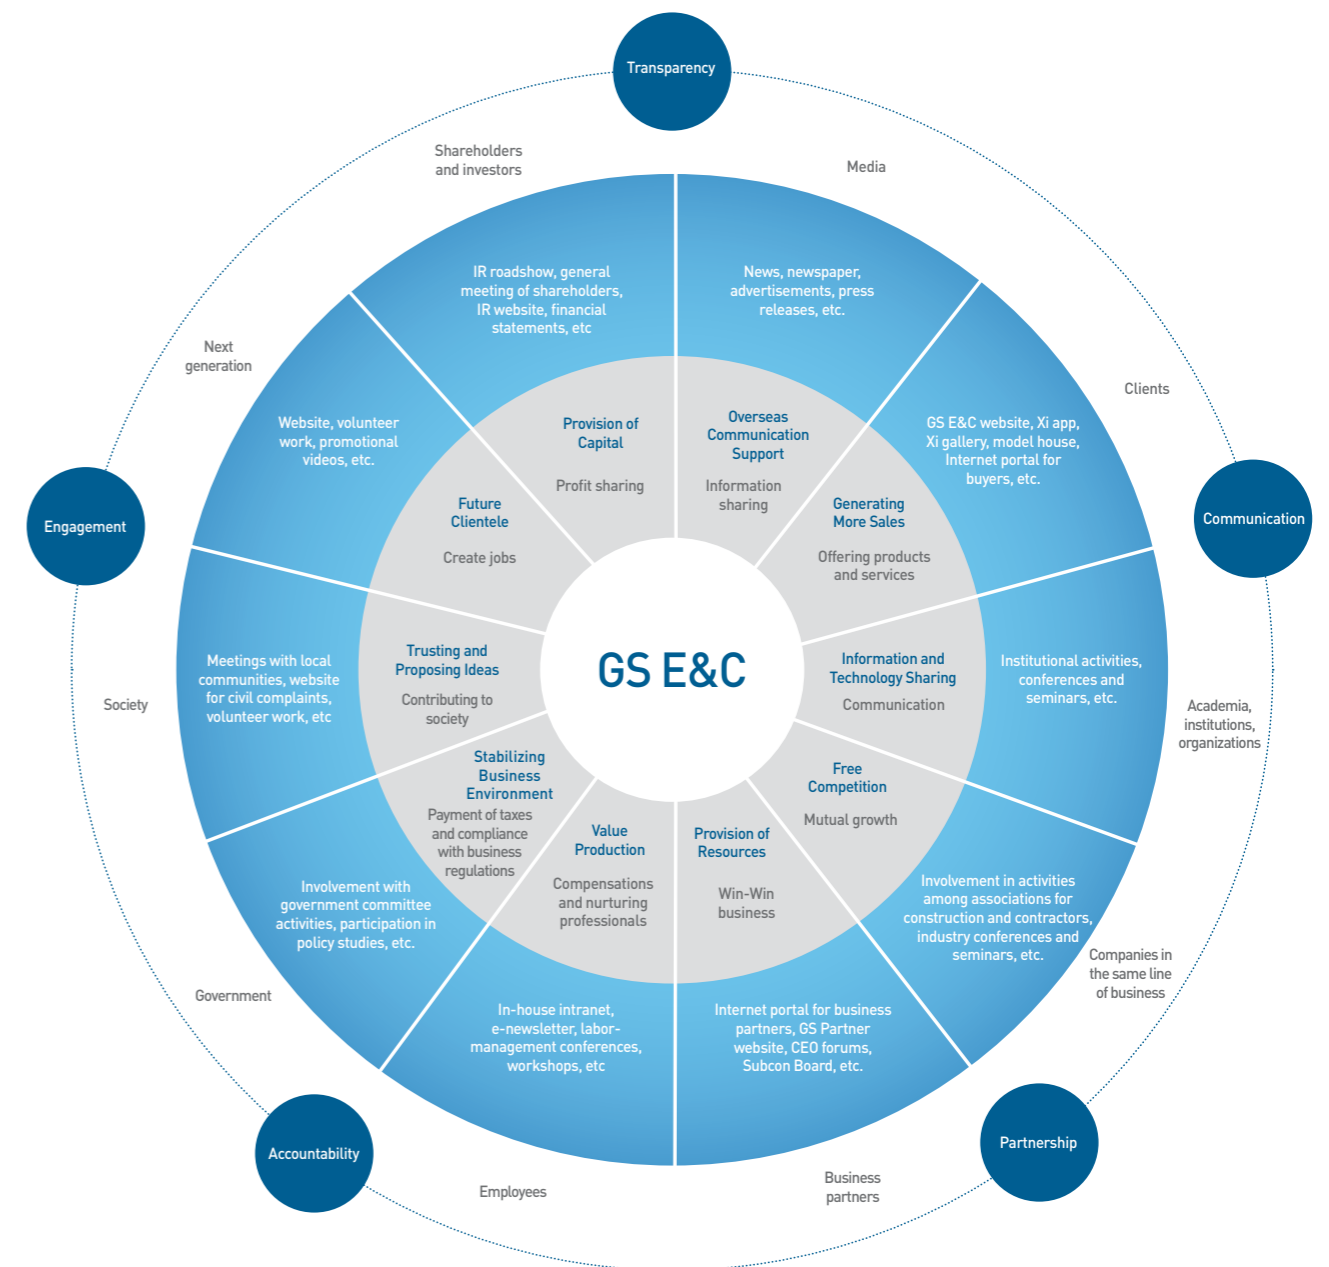 Transparency
Shareholders
and investors
Media
IR roadshow, general
meeting of shareholders,
IR website, financial
statements, etc
News, newspaper,
advertisements, press
releases, etc.
Next
generation
Clients
Website, volunteer
work, promotional
videos, etc.
GS E&C website, Xi app,
Xi gallery, model house,
Internet portal for
buyers, etc.
Provision of
Capital
Profit sharing
Overseas
Communication
Support
Information
sharing
Future
Clientele
Create jobs
Generating
More Sales
Offering products
and services
Engagement
Communication
GS E&C
Trusting and
Proposing Ideas
Contributing to
society
Information and
Technology Sharing
Communication
Meetings with local
communities, website
for civil complaints,
volunteer work, etc
Institutional activities,
conferences and
seminars, etc.
Society
Academia,
institutions,
organizations
Stabilizing
Business
Environment
Payment of taxes
and compliance
with business
regulations
Free
Competition
Mutual growth
Value
Production
Compensations
and nurturing
professionals
Provision of
Resources
Win-Win
business
Involvement with
government committee
activities, participation in
policy studies, etc.
Involvement in activities
among associations for
construction and contractors,
industry conferences and
seminars, etc.
Government
Companies in
the same line
of business
In-house intranet,
e-newsletter, labor-
management conferences,
workshops, etc
Internet portal for business
partners, GS Partner
website, CEO forums,
Subcon Board, etc.
Accountability
Partnership
Employees
Business
partners